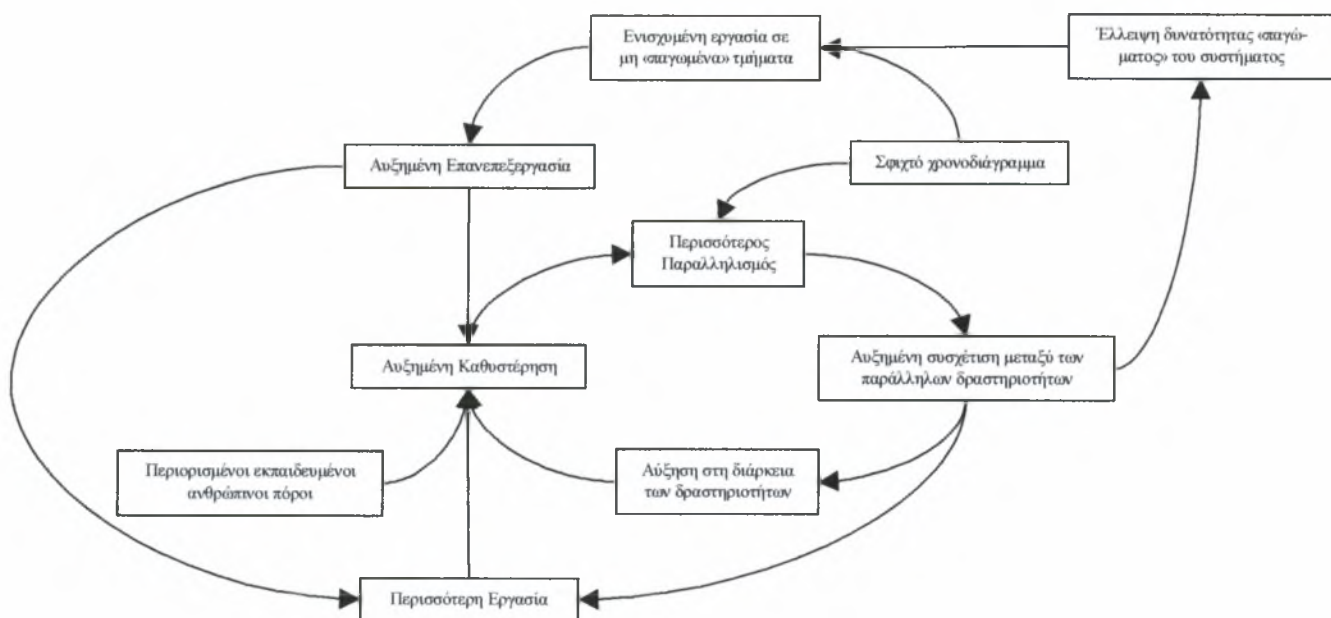 Ενισχυμένη εργασία σε
μη «παγωμένα» τμήματα
Έλλειψη δυνατότητας «παγώ-
ματος» του συστήματος
Αυξημένη Επανεπεξεργασία
Σφιχτό χρονοδιάγραμμα
Περισσότερος
Παραλληλισμός
Αυξημένη Καθυστέρηση
Αυξημένη συσχέτιση μεταξύ των
παράλληλων δραστηριοτήτων
Περιορισμένοι εκπαιδευμένοι
ανθρώπινοι πόροι
Αύξηση στη διάρκεια
των δραστηριοτήτων
Περισσότερη Εργασία